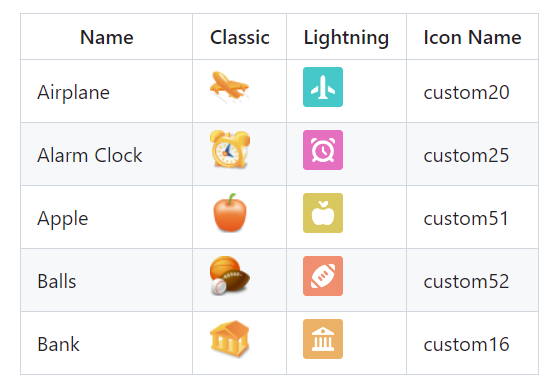 Name Classic Lightning Icon Name
Airplane custom20
Alarm Clock custom25
Apple custom51
Balls custom52
Bank custom16